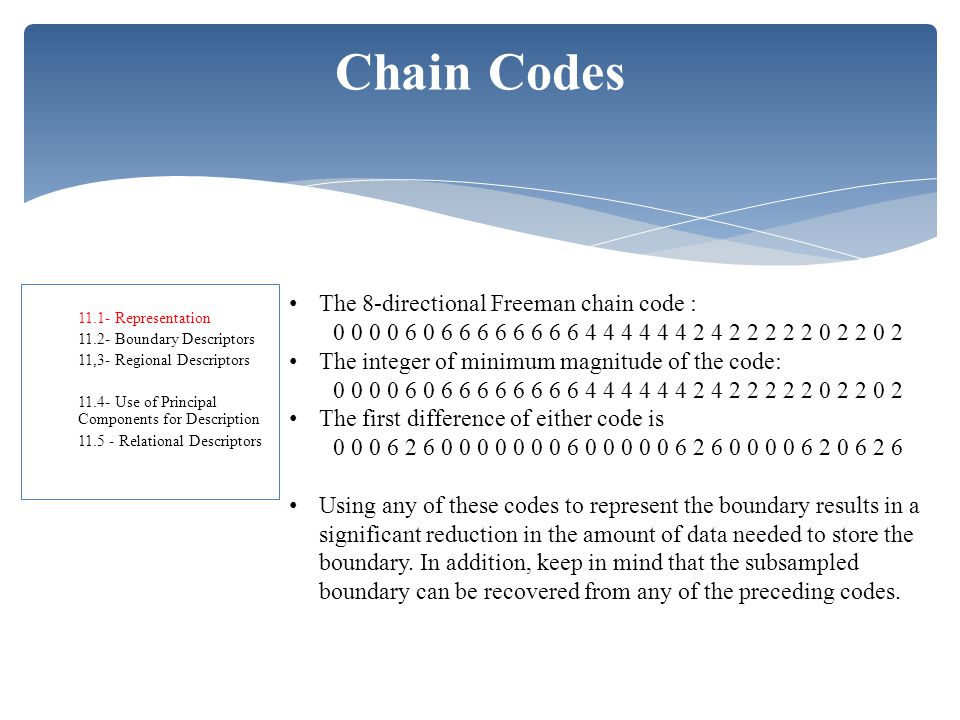 Chain Codes
11.1- Representation
11.2- Boundary Descriptors
11,3- Regional Descriptors
11.4- Use of Principal
Components for Description
11.5 - Relational Descriptors
• The 8-directional Freeman chain code :
0 0 0 0 6 0 6 6 6 6 6 6 6 6 4 4 4 4 4 4 2 4 2 2 2 2 2 0 2 2 0 2
• The integer of minimum magnitude of the code:
0 0 0 0 6 0 6 6 6 6 6 6 6 6 4 4 4 4 4 4 2 4 2 2 2 2 2 0 2 2 0 2
• The first difference of either code is
0 0 0 6 2 6 0 0 0 0 0 0 0 6 0 0 0 0 0 6 2 6 0 0 0 0 6 2 0 6 2 6
• Using any of these codes to represent the boundary results in a
significant reduction in the amount of data needed to store the
boundary. In addition, keep in mind that the subsampled
boundary can be recovered from any of the preceding codes.